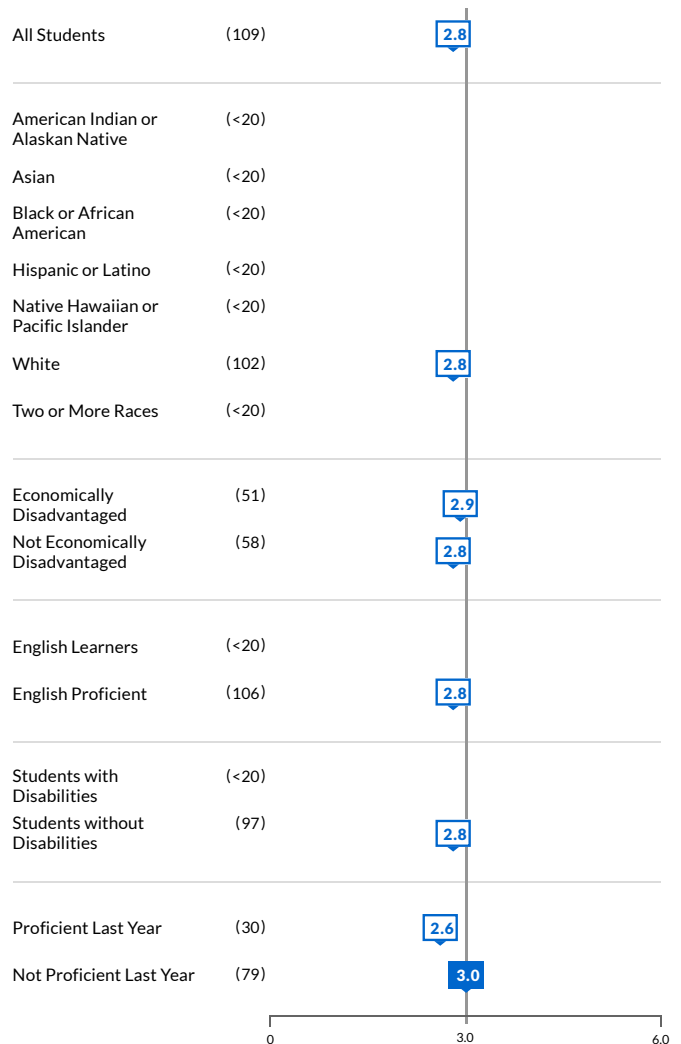 All Students (109) 2.8
American Indian or (<20)
Alaskan Native
Asian (<20)
Black or African (<20)
American
Hispanic or Latino (<20)
Native Hawaiian or (<20)
Pacific Islander
White (102) 2.8
Two or More Races (<20)
Economically (51) 2.9
Disadvantaged
Not Economically (58) 2.8
Disadvantaged
English Learners (<20)
English Proficient (106) 2.8
Students with (<20)
Disabilities
Students without (97) 2.8
Disabilities
Proficient Last Year (30) 2.6
Not Proficient Last Year (79) 3.0
0 3.0 6.0